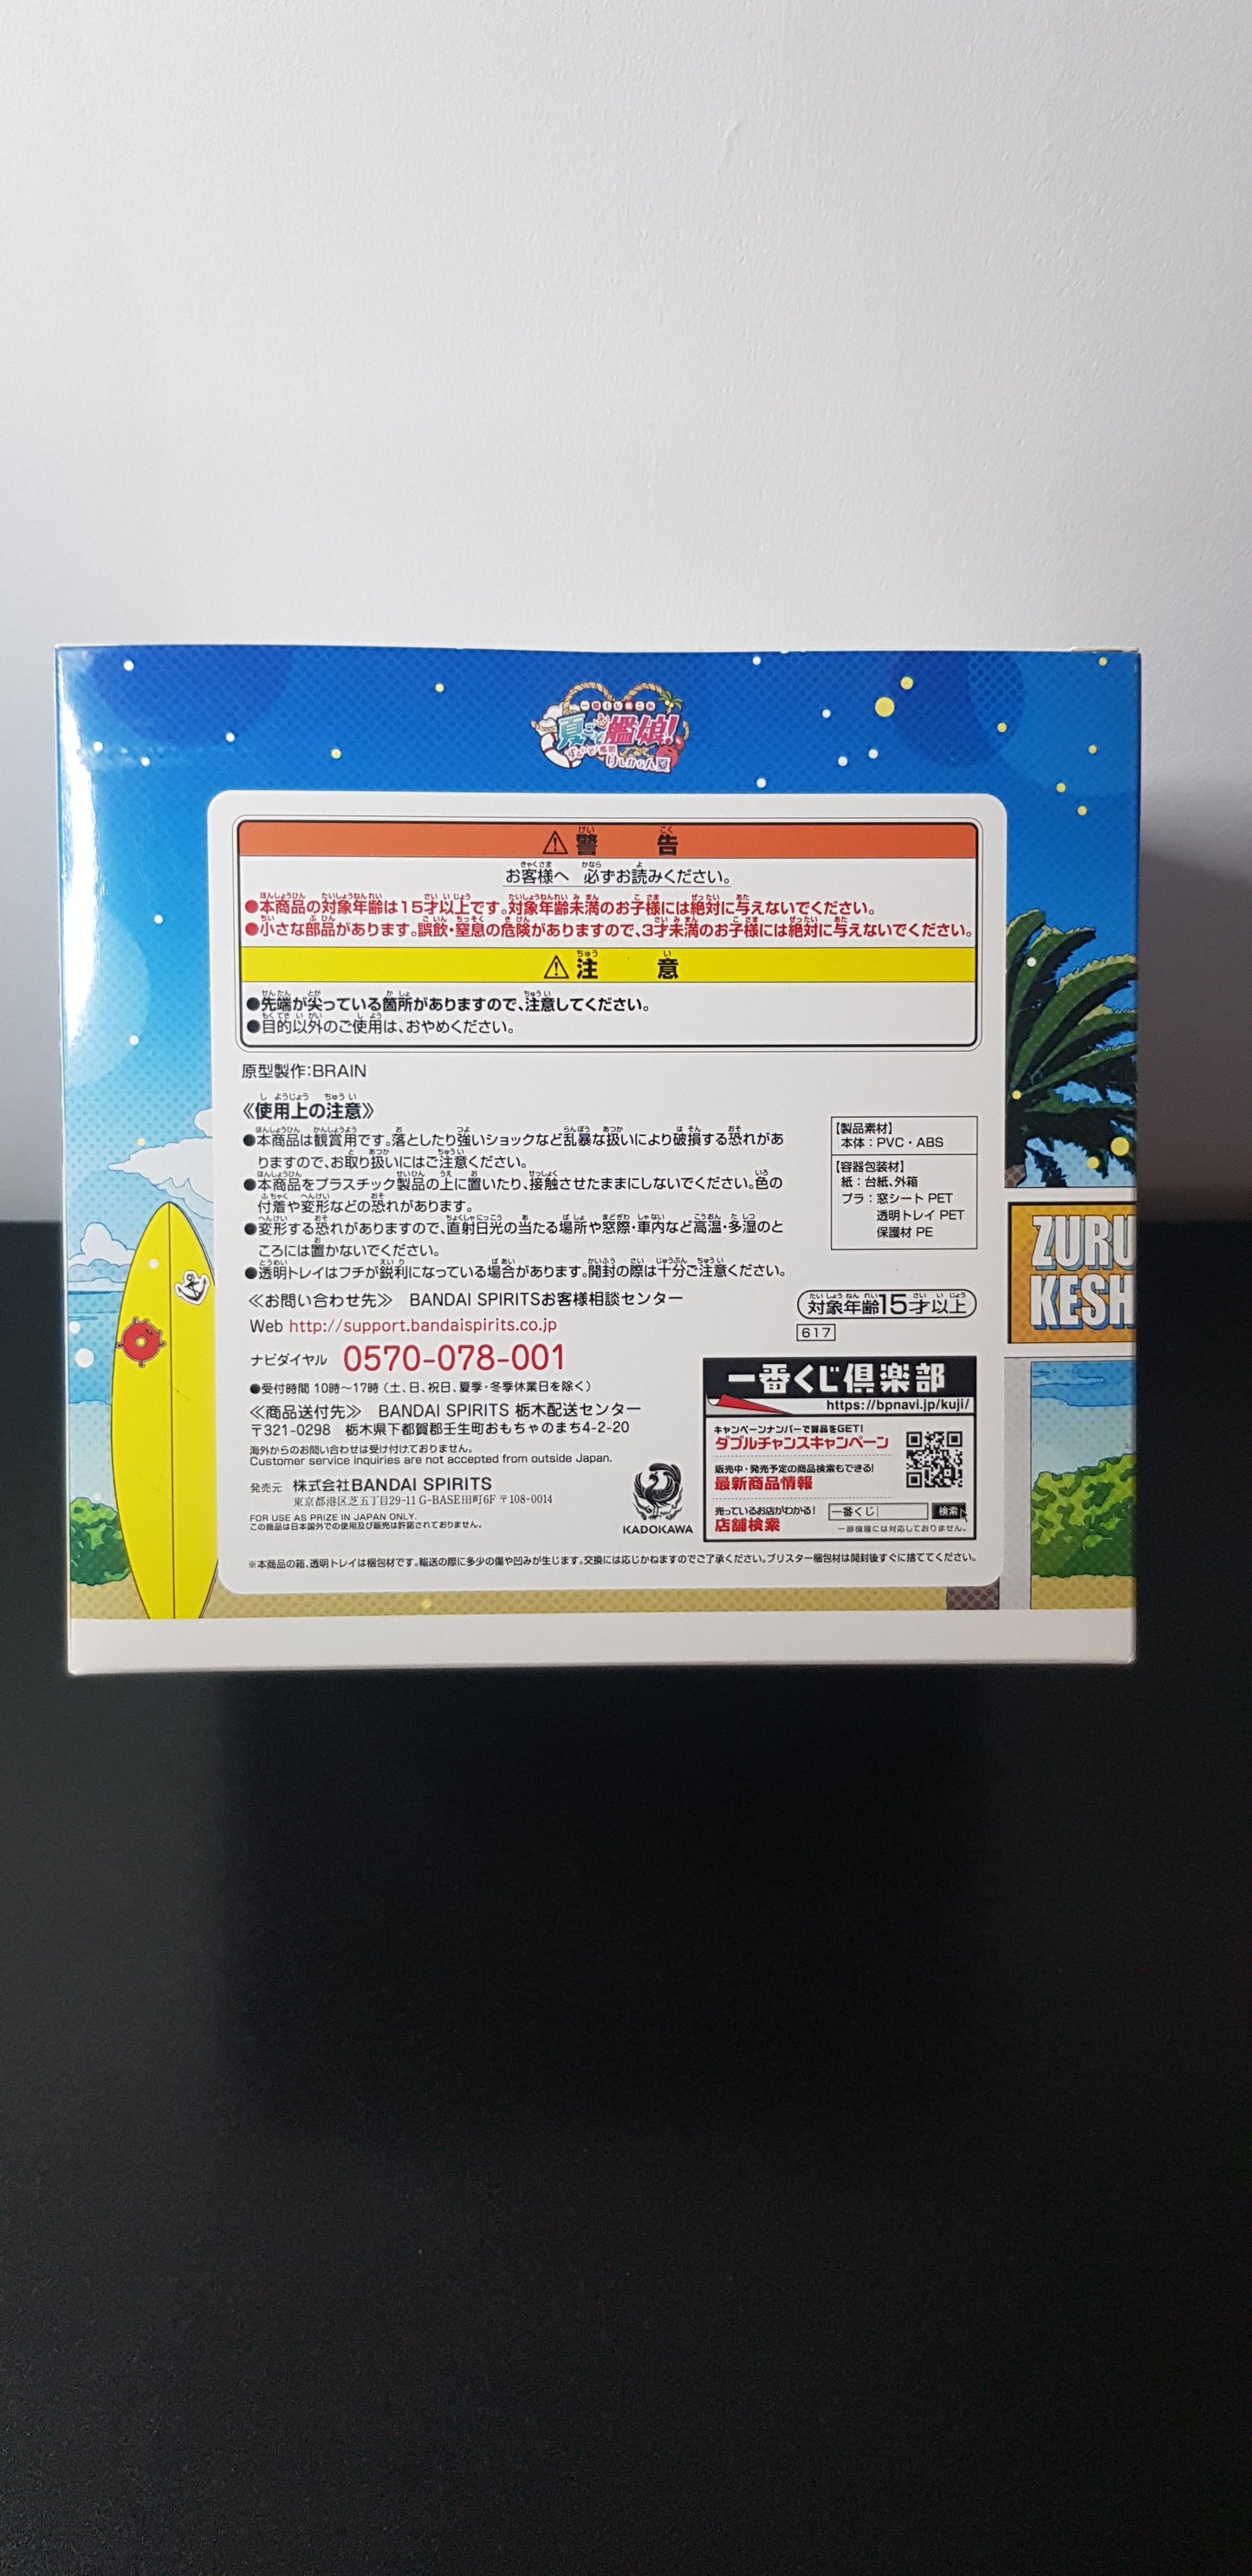 一番くじ 艦これ
夏こそ艦娘!
けしからん夏
⚠警告
お客様へ 必ずお読みください。
●本商品の対象年齢は15才以上です。対象年齢未満のお子様には絶対に与えないでください。
●小さな部品があります。誤飲・窒息の危険がありますので、3才未満のお子様には絶対に与えないでください。
⚠注意
●先端が尖っている箇所がありますので、注意してください。
●目的以外のご使用は、おやめください。
原型製作:BRAIN
《使用上の注意》
●本商品は観賞用です。落としたり強いショックなど乱暴な扱いにより破損する恐れがあ
りますので、お取り扱いにはご注意ください。
●本商品をプラスチック製品の上に置いたり、接触させたままにしないでください。色の
付着や変形などの恐れがあります。
●変形する恐れがありますので、直射日光の当たる場所や窓際・車内など高温・多湿のと
ころには置かないでください。
●透明トレイはフチが鋭利になっている場合があります。開封の際は十分ご注意ください。
【製品素材】
本体:PVC・ABS
【容器包装材】
紙:台紙、外箱
プラ:窓シート PET
透明トレイ PET
保護材 PE
ZURU
KESH
≪お問い合わせ先≫ BANDAI SPIRITSお客様相談センター
Web http://support.bandaispirits.co.jp
ナビダイヤル 0570-078-001
●受付時間 10時〜17時(土、日、祝日、夏季・冬季休業日を除く)
≪商品送付先≫ BANDAI SPIRITS 栃木配送センター
〒321-0298 栃木県下都賀郡壬生町おもちゃのまち4-2-20
海外からのお問い合わせは受け付けておりません。
Customer service inquiries are not accepted from outside Japan.
発売元 株式会社BANDAI SPIRITS
東京都港区芝五丁目29-11 G-BASE田町6F 〒108-0014
FOR USE AS PRIZE IN JAPAN ONLY.
この商品は日本国外での使用及び販売は許諾されておりません。
KADOKAWA
対象年齢15才以上
617
一番くじ倶楽部
https://bpnavi.jp/kuji/
キャンペーンナンバーで賞品をGET!
ダブルチャンスキャンペーン
販売中・発売予定の商品検索もできる!
最新商品情報
売っているお店がわかる!
店舗検索
一番くじ 検索
一部機種には対応しておりません。
※本商品の箱、透明トレイは梱包材です。輸送の際に多少の傷や凹みが生じます。交換には応じかねますのでご了承ください。ブリスター梱包材は開封後すぐに捨ててください。